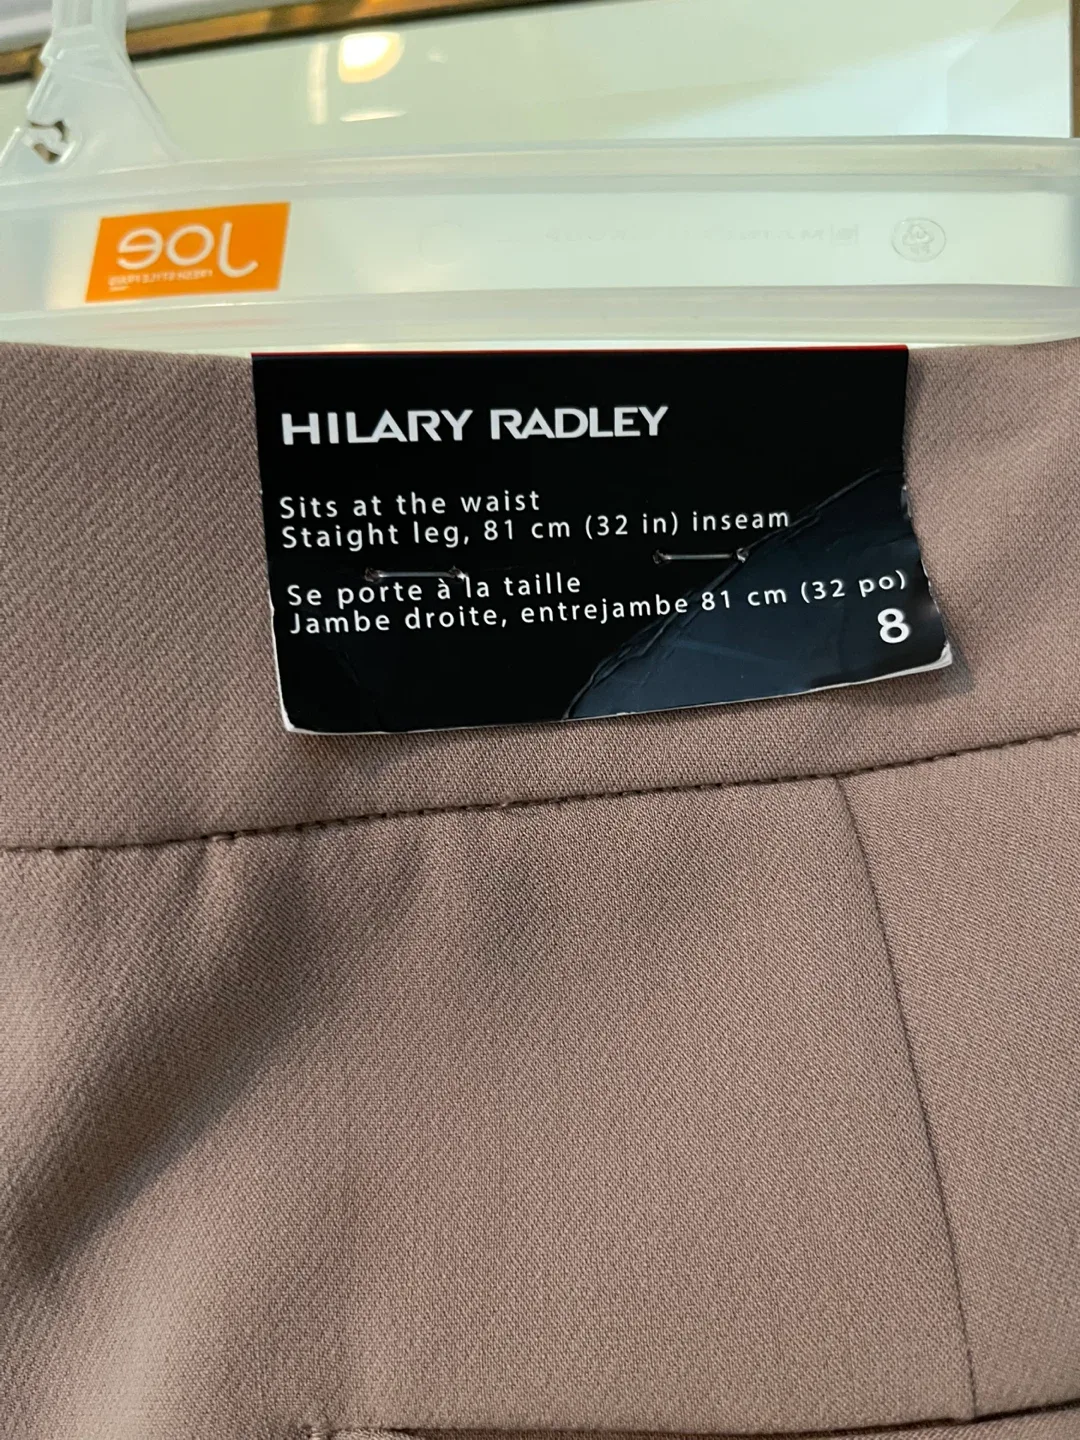 JOE
HILARY RADLEY
Sits at the waist
Staight leg, 81 cm (32 in) inseam
Se porte à la taille
Jambe droite, entrejambe 81 cm (32 po)
8